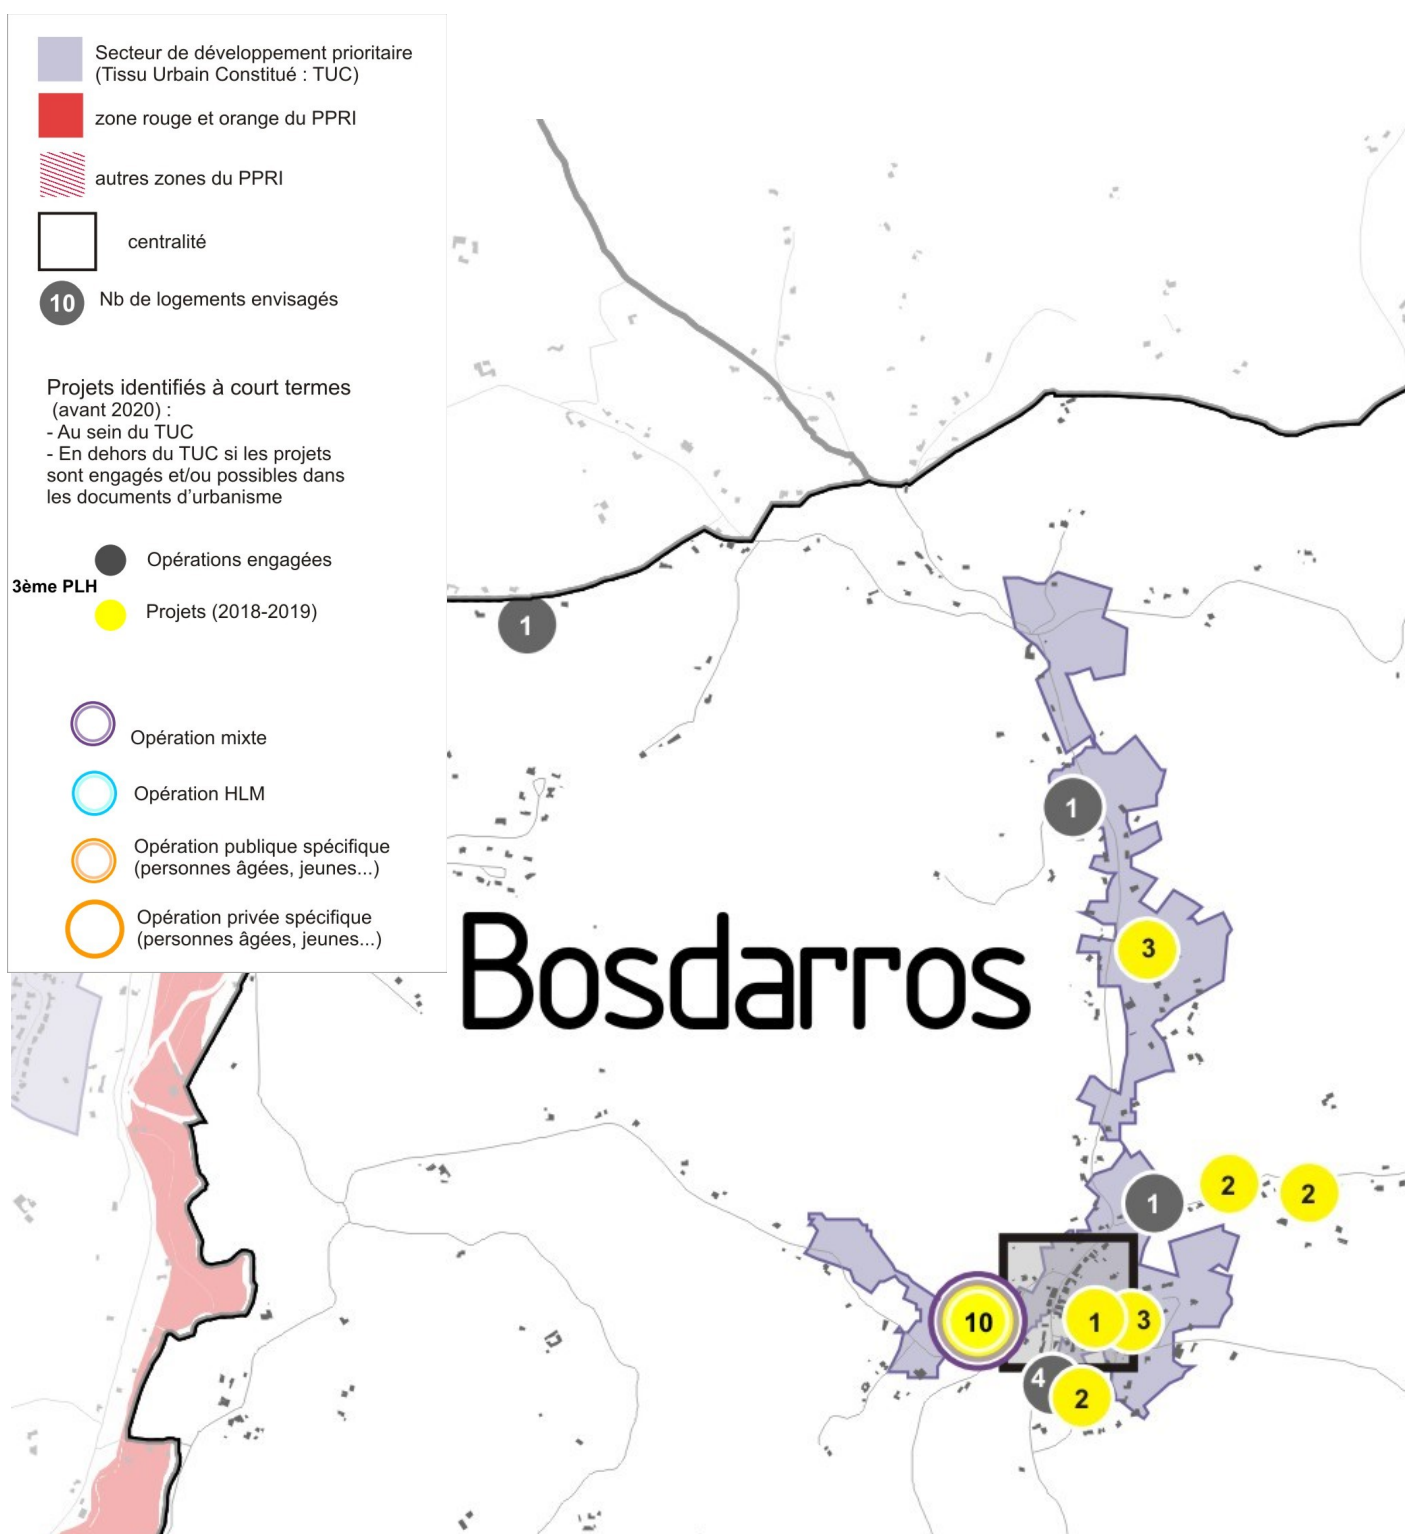 Secteur de développement prioritaire
(Tissu Urbain Constitué : TUC)
zone rouge et orange du PPRI
autres zones du PPRI
centralité
10 Nb de logements envisagés
Projets identifiés à court termes
(avant 2020) :
- Au sein du TUC
- En dehors du TUC si les projets
sont engagés et/ou possibles dans
les documents d'urbanisme
Opérations engagées
3ème PLH
Projets (2018-2019)
Opération mixte
Opération HLM
Opération publique spécifique
(personnes âgées, jeunes...)
Opération privée spécifique
(personnes âgées, jeunes...)
1
1
3
Bosdarros
2
2
1
10
1
3
4
2